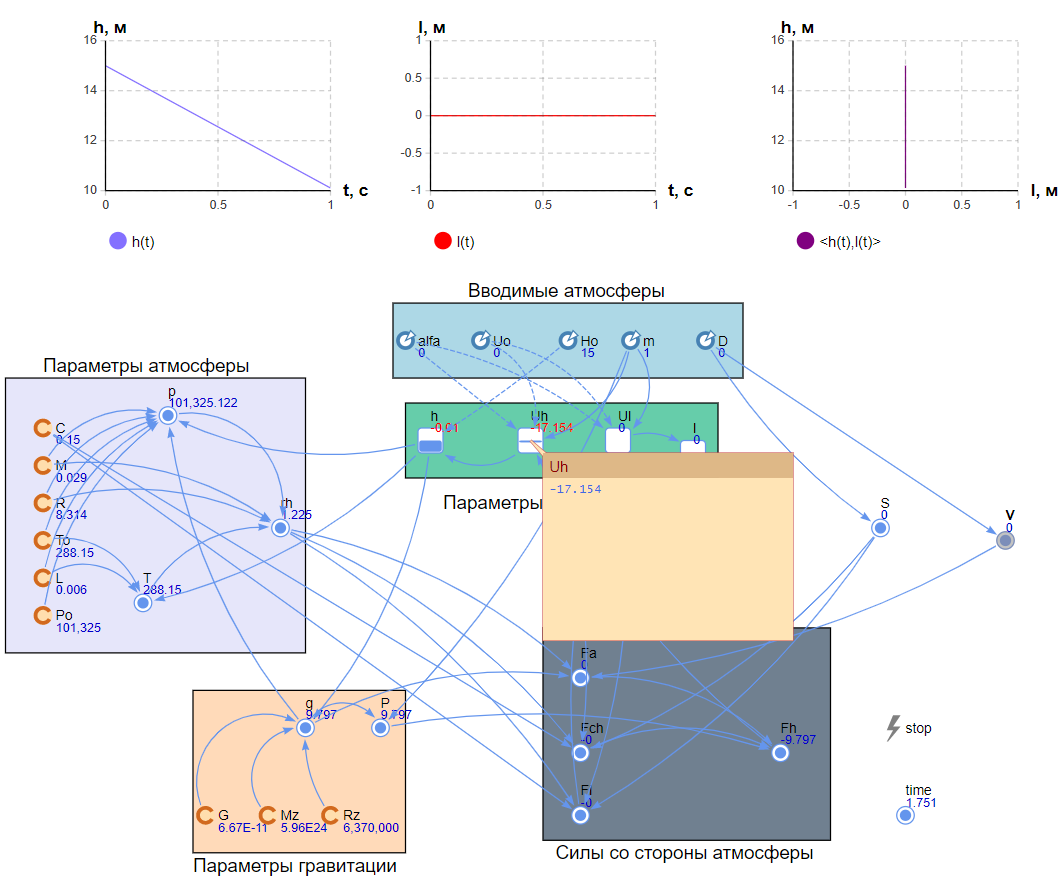 h, м
16
14
12
10
0
0.5
1
t, с
h(t)
l, м
1
0.5
0
-0.5
-1
0
0.5
1
t, с
l(t)
h, м
16
14
12
10
-1
-0.5
0
0.5
1
l, м
<h(t),l(t)>
Вводимые атмосферы
alfa
0
Uo
0
Ho
15
m
1
D
0
Параметры атмосферы
p
101,325.122
C
0.15
M
0.029
R
8.314
To
288.15
L
0.006
Po
101,325
rh
1.225
T
288.15
h
-0.01
Uh
-17.154
Ul
0
l
0
Параметры
Uh
-17.154
S
0
V
0
g
9.797
P
9.797
G
6.67E-11
Mz
5.96E24
Rz
6,370,000
Параметры гравитации
Fa
0
Fch
-0
Fl
-0
Fh
-9.797
Силы со стороны атмосферы
stop
time
1.751